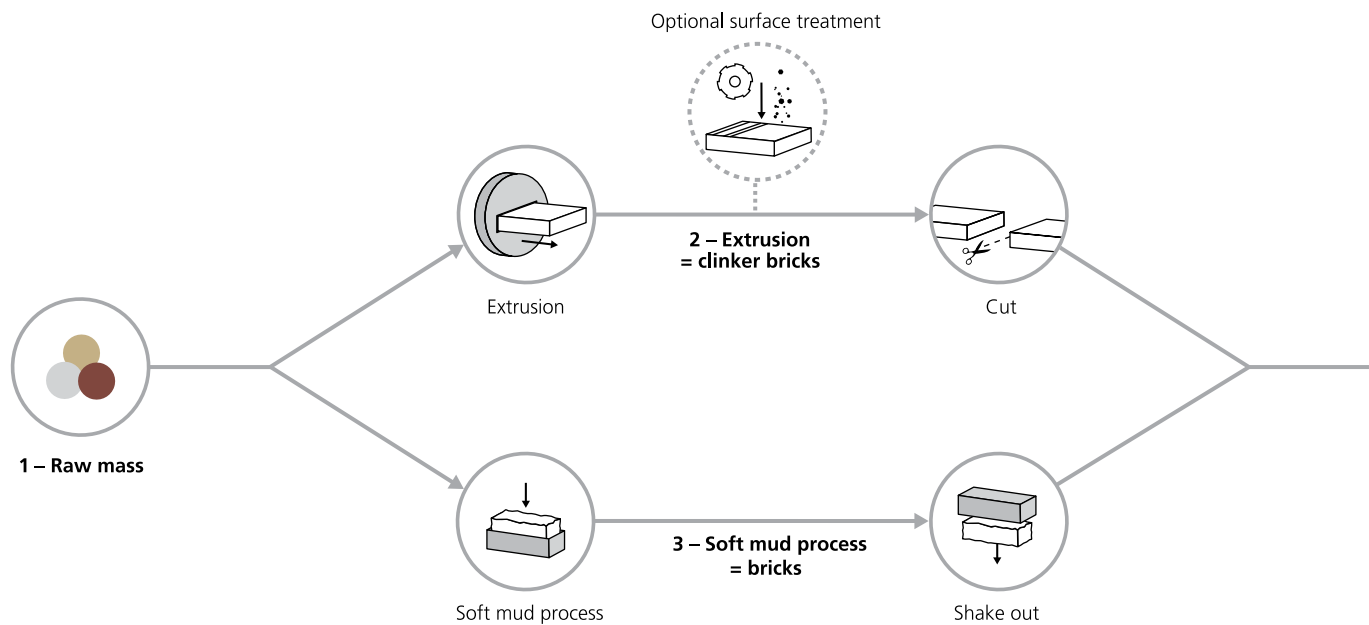 Optional surface treatment
2 – Extrusion
= clinker bricks
Extrusion
Cut
1 – Raw mass
3 – Soft mud process
= bricks
Soft mud process
Shake out